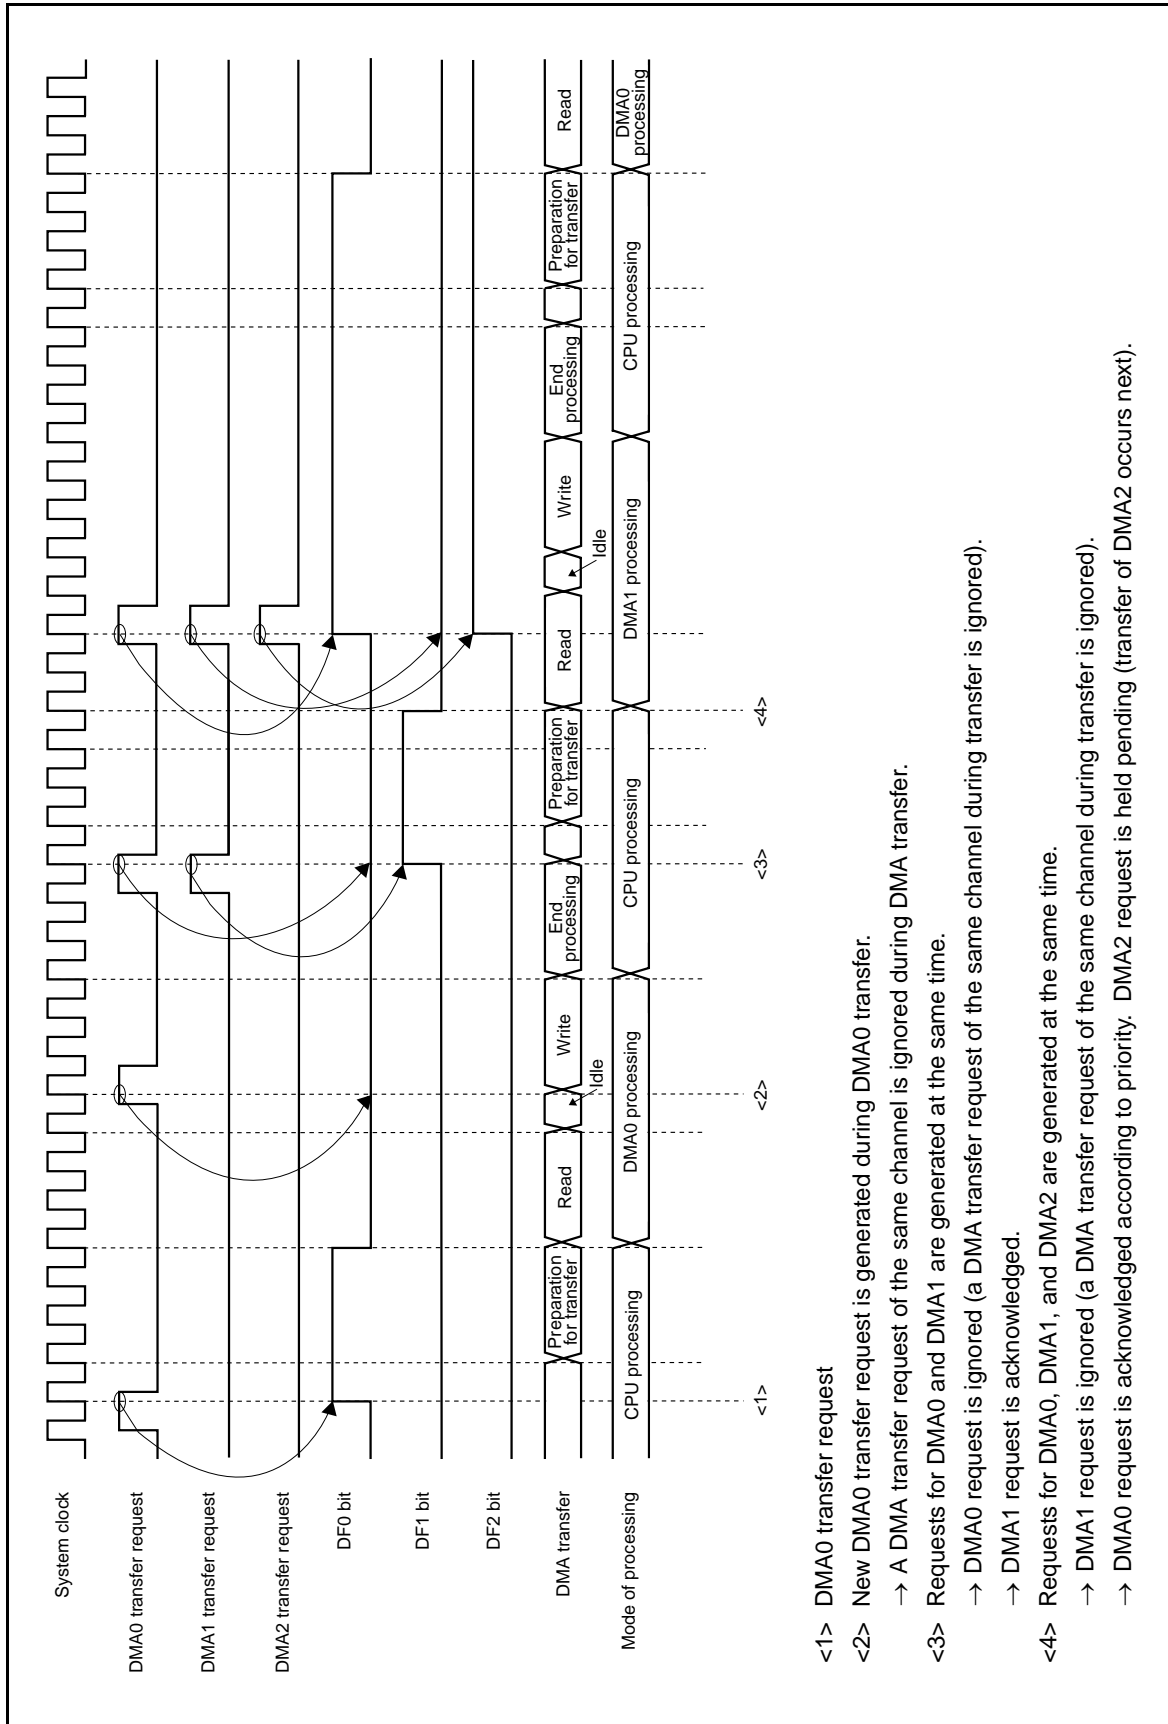 System clock
DMA0 transfer request
DMA1 transfer request
DMA2 transfer request
DF0 bit
DF1 bit
DF2 bit
DMA transfer
Preparation
for transfer
Read
Idle
Write
End
processing
Preparation
for transfer
Read
Idle
Write
End
processing
Preparation
for transfer
Read
Mode of processing
CPU processing
DMA0 processing
CPU processing
DMA1 processing
CPU processing
DMA0
processing
<1>
<2>
<3>
<4>
<1> DMA0 transfer request
<2> New DMA0 transfer request is generated during DMA0 transfer.
→ A DMA transfer request of the same channel is ignored during DMA transfer.
<3> Requests for DMA0 and DMA1 are generated at the same time.
→ DMA0 request is ignored (a DMA transfer request of the same channel during transfer is ignored).
→ DMA1 request is acknowledged.
<4> Requests for DMA0, DMA1, and DMA2 are generated at the same time.
→ DMA1 request is ignored (a DMA transfer request of the same channel during transfer is ignored).
→ DMA0 request is acknowledged according to priority. DMA2 request is held pending (transfer of DMA2 occurs next).